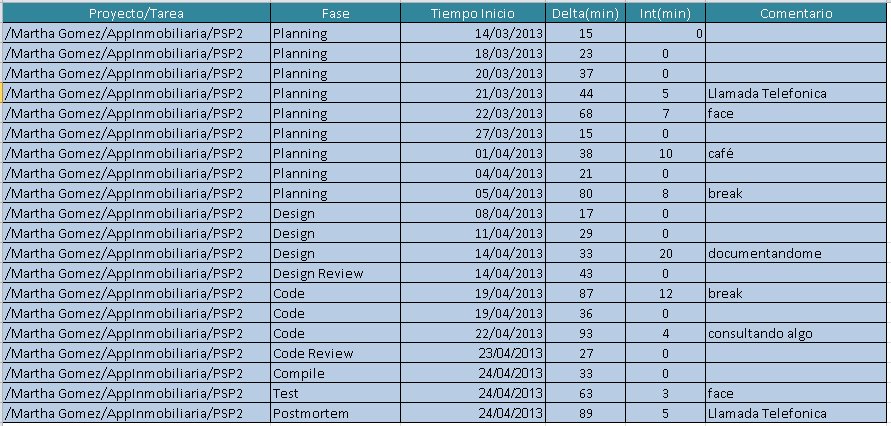 Proyecto/Tarea Fase Tiempo Inicio Delta(min) Int(min) Comentario
/Martha Gomez/AppInmobiliaria/PSP2 Planning 14/03/2013 15 0
/Martha Gomez/AppInmobiliaria/PSP2 Planning 18/03/2013 23 0
/Martha Gomez/AppInmobiliaria/PSP2 Planning 20/03/2013 37 0
/Martha Gomez/AppInmobiliaria/PSP2 Planning 21/03/2013 44 5 Llamada Telefonica
/Martha Gomez/AppInmobiliaria/PSP2 Planning 22/03/2013 68 7 face
/Martha Gomez/AppInmobiliaria/PSP2 Planning 27/03/2013 15 0
/Martha Gomez/AppInmobiliaria/PSP2 Planning 01/04/2013 38 10 café
/Martha Gomez/AppInmobiliaria/PSP2 Planning 04/04/2013 21 0
/Martha Gomez/AppInmobiliaria/PSP2 Planning 05/04/2013 80 8 break
/Martha Gomez/AppInmobiliaria/PSP2 Design 08/04/2013 17 0
/Martha Gomez/AppInmobiliaria/PSP2 Design 11/04/2013 29 0
/Martha Gomez/AppInmobiliaria/PSP2 Design 14/04/2013 33 20 documentandome
/Martha Gomez/AppInmobiliaria/PSP2 Design Review 14/04/2013 43 0
/Martha Gomez/AppInmobiliaria/PSP2 Code 19/04/2013 87 12 break
/Martha Gomez/AppInmobiliaria/PSP2 Code 19/04/2013 36 0
/Martha Gomez/AppInmobiliaria/PSP2 Code 22/04/2013 93 4 consultando algo
/Martha Gomez/AppInmobiliaria/PSP2 Code Review 23/04/2013 27 0
/Martha Gomez/AppInmobiliaria/PSP2 Compile 24/04/2013 33 0
/Martha Gomez/AppInmobiliaria/PSP2 Test 24/04/2013 63 3 face
/Martha Gomez/AppInmobiliaria/PSP2 Postmortem 24/04/2013 89 5 Llamada Telefonica